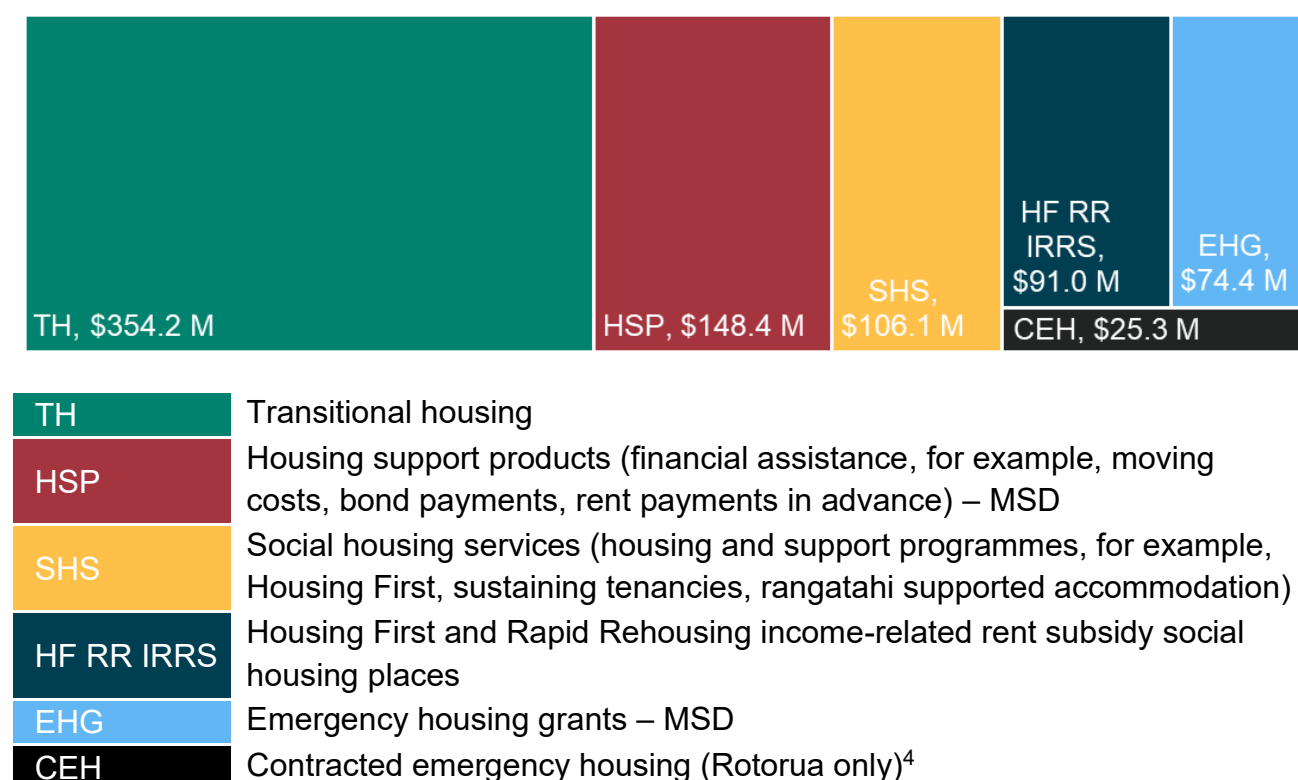 TH, $354.2 M
HSP, $148.4 M
SHS,
$106.1 M
HF RR
IRRS,
$91.0 M
EHG,
$74.4 M
CEH, $25.3 M
TH Transitional housing
HSP Housing support products (financial assistance, for example, moving
costs, bond payments, rent payments in advance) – MSD
SHS Social housing services (housing and support programmes, for example,
Housing First, sustaining tenancies, rangatahi supported accommodation)
HF RR IRRS Housing First and Rapid Rehousing income-related rent subsidy social
housing places
EHG Emergency housing grants – MSD
CEH Contracted emergency housing (Rotorua only)⁴